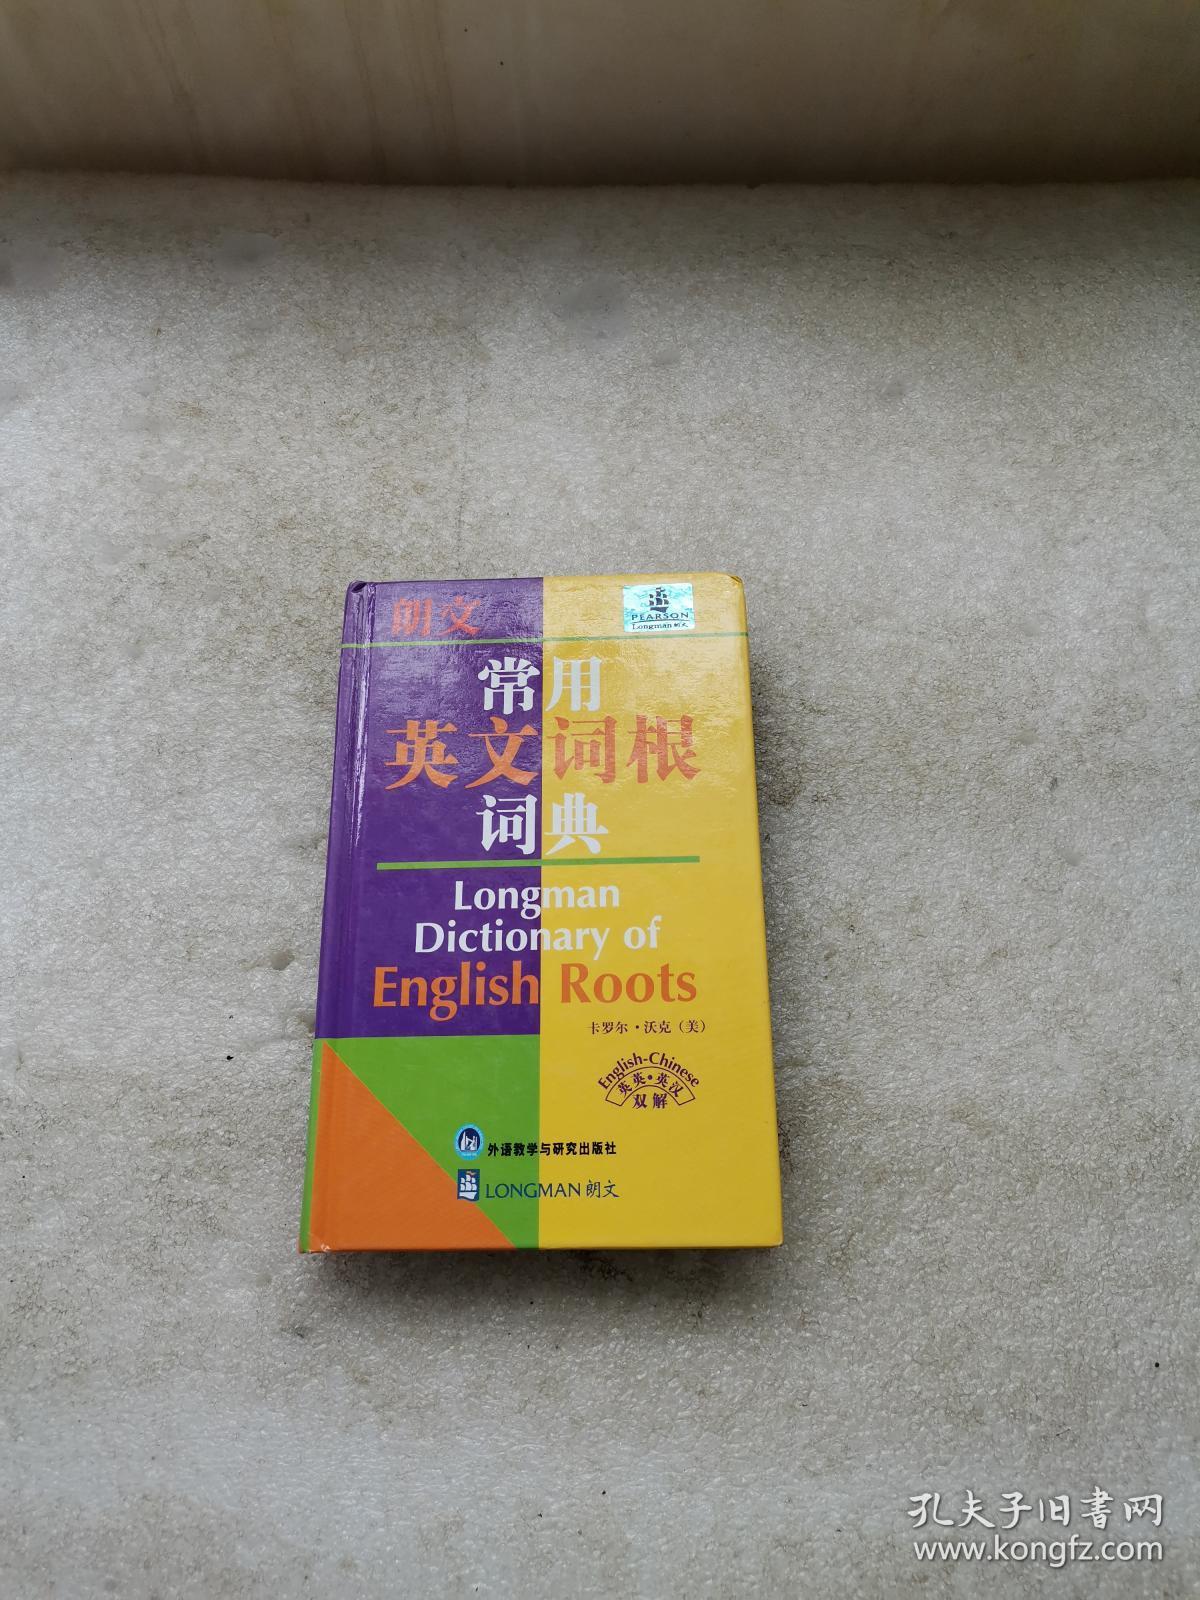 朗文
PEARSON
Longman 朗文
常用
英文词根
词典
Longman
Dictionary of
English Roots
卡罗尔·沃克（美）
English-Chinese
英英·英汉
双解
外语教学与研究出版社
LONGMAN 朗文
孔夫子旧書网
www.kongfz.com